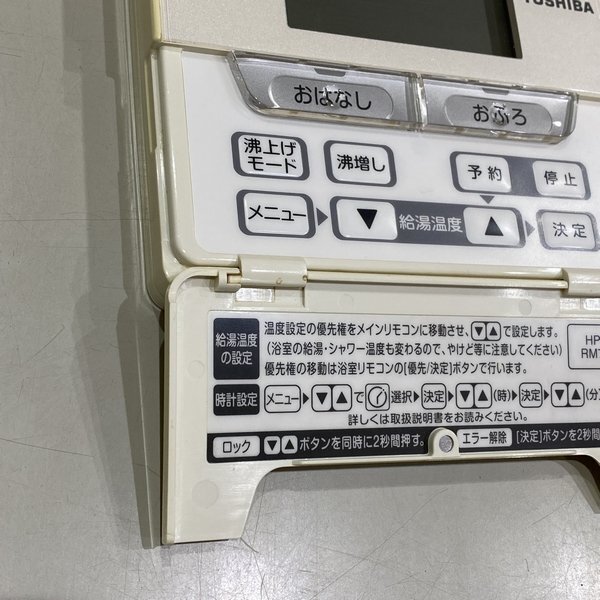 TOSHIBA
おはなし おふろ
沸上げ
モード 沸増し 予約 停止
メニュー ▶ ▼ 給湯温度 ▲ ▶ 決定
給湯温度
の設定
温度設定の優先権をメインリモコンに移動させ、▼▲で設定します。
(浴室の給湯・シャワー温度も変わるので、やけど等に注意してください)
優先権の移動は浴室リモコンの[優先/決定]ボタンで行います。
HP
RM
時計設定 メニュー▶▼▲で 選択▶決定▶▼▲(時)▶決定▶▼▲(分)
詳しくは取扱説明書をお読みください。
ロック ▼▲ボタンを同時に2秒間押す。 エラー解除 [決定]ボタンを2秒間